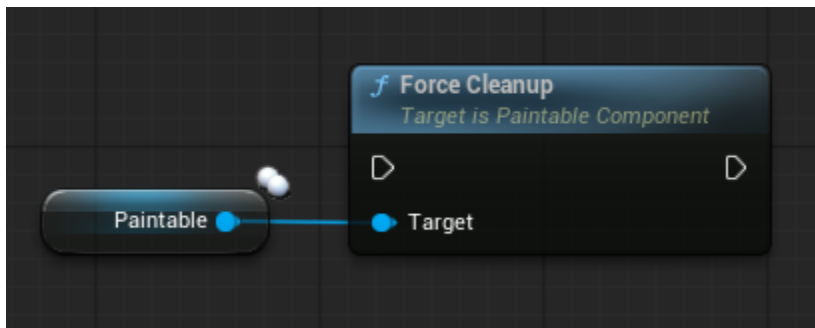 Force Cleanup
Target is Paintable Component
Paintable
Target